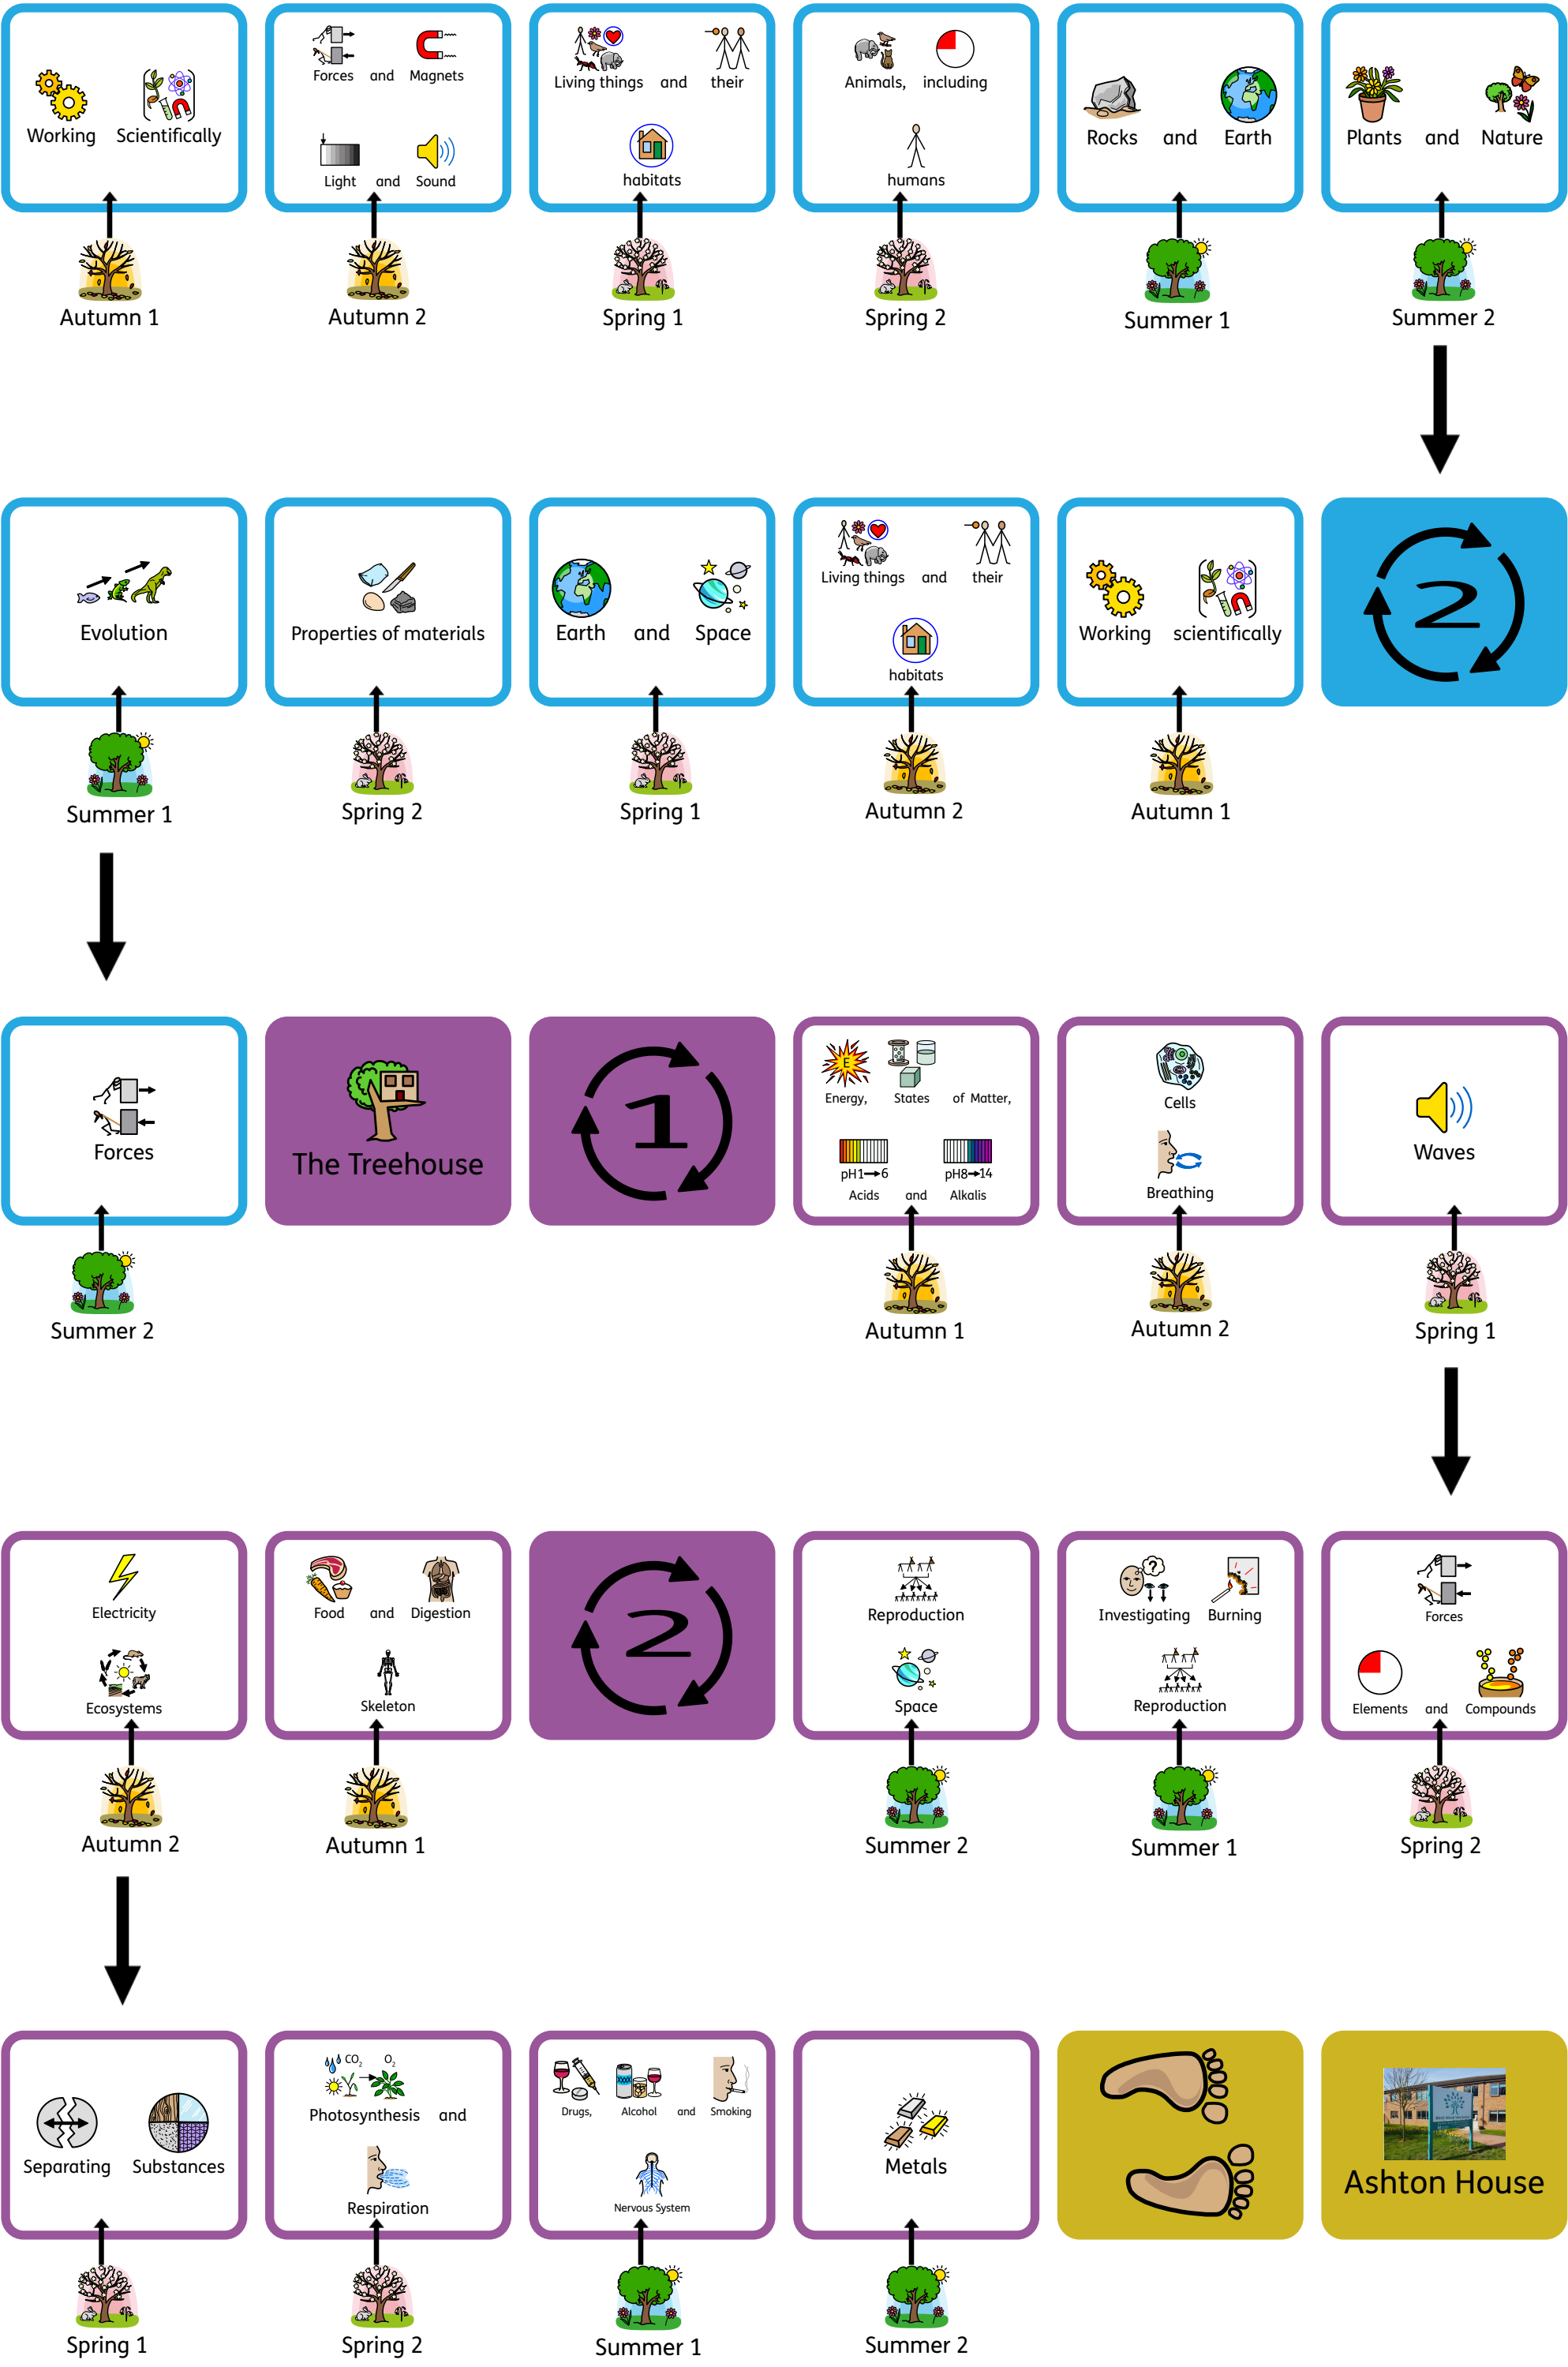 Forces and Magnets
Living things and their
Animals, including
Working Scientifically
Rocks and Earth
Plants and Nature
Light and Sound
habitats
humans
Autumn 1
Autumn 2
Spring 1
Spring 2
Summer 1
Summer 2
Evolution
Properties of materials
Earth and Space
Living things and their
habitats
Working scientifically
2
Summer 1
Spring 2
Spring 1
Autumn 2
Autumn 1
Forces
The Treehouse
1
E
Energy, States of Matter,
pH1→6 pH8→14
Acids and Alkalis
Cells
Breathing
Waves
Summer 2
Autumn 1
Autumn 2
Spring 1
Electricity
Ecosystems
Food and Digestion
Skeleton
2
Reproduction
Space
?
Investigating Burning
Reproduction
Forces
Elements and Compounds
Autumn 2
Autumn 1
Summer 2
Summer 1
Spring 2
Separating Substances
CO₂ O₂
Photosynthesis and
Respiration
XXXX
Drugs, Alcohol and Smoking
Nervous System
Metals
Ashton House
Spring 1
Spring 2
Summer 1
Summer 2